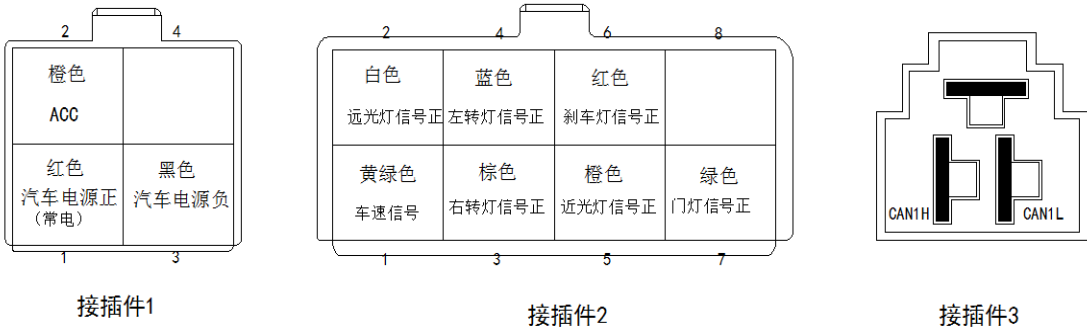 2 4
橙色
ACC
红色 黑色
汽车电源正 汽车电源负
(常电)
1 3
接插件1
2 4 6 8
白色 蓝色 红色
远光灯信号正 左转灯信号正 刹车灯信号正
黄绿色 棕色 橙色 绿色
车速信号 右转灯信号正 近光灯信号正 门灯信号正
1 3 5 7
接插件2
CAN1H CAN1L
接插件3